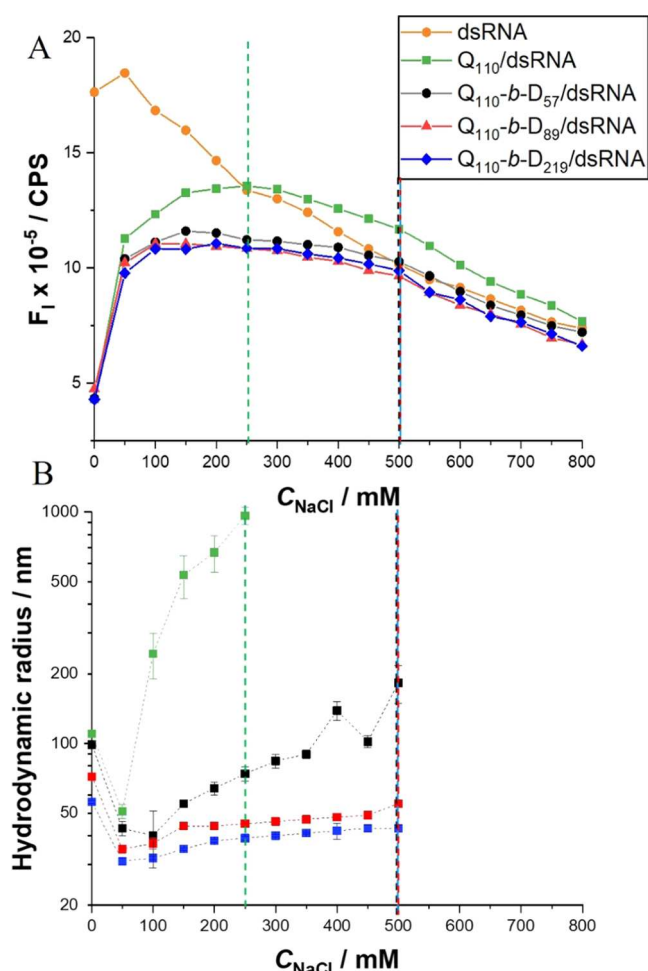 A
dsRNA
Q110/dsRNA
Q110-b-D57/dsRNA
Q110-b-D89/dsRNA
Q110-b-D219/dsRNA
20
15
10
5
FI x 10-5 / CPS
0 100 200 300 400 500 600 700 800
CNaCl / mM
B
1000
500
200
100
50
20
Hydrodynamic radius / nm
0 100 200 300 400 500 600 700 800
CNaCl / mM